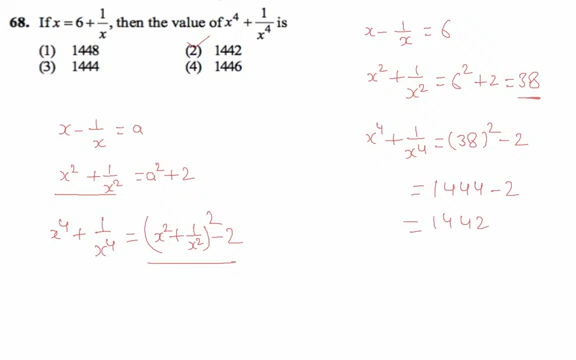 68. If x = 6 + 1/x, then the value of x⁴ + 1/x⁴ is
(1) 1448 (2) 1442
(3) 1444 (4) 1446
x - 1/x = a
x² + 1/x² = a² + 2
x⁴ + 1/x⁴ = (x² + 1/x²)² - 2
x - 1/x = 6
x² + 1/x² = 6² + 2 = 38
x⁴ + 1/x⁴ = (38)² - 2
= 1444 - 2
= 1442